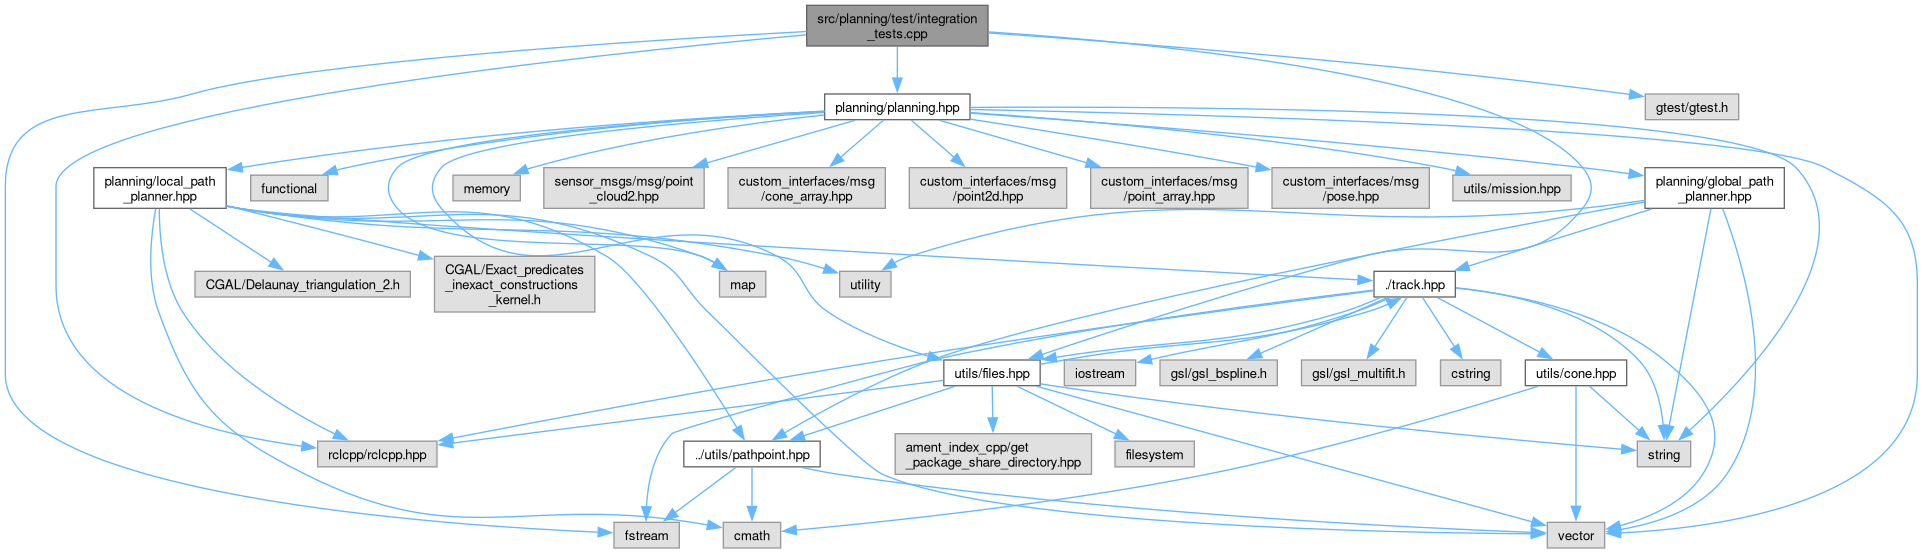 src/planning/test/integration
_tests.cpp
planning/planning.hpp
gtest/gtest.h
planning/local_path
_planner.hpp
functional
memory
sensor_msgs/msg/point
_cloud2.hpp
custom_interfaces/msg
/cone_array.hpp
custom_interfaces/msg
/point2d.hpp
custom_interfaces/msg
/point_array.hpp
custom_interfaces/msg
/pose.hpp
utils/mission.hpp
planning/global_path
_planner.hpp
CGAL/Delaunay_triangulation_2.h
CGAL/Exact_predicates
_inexact_constructions
_kernel.h
map
utility
./track.hpp
utils/files.hpp
iostream
gsl/gsl_bspline.h
gsl/gsl_multifit.h
cstring
utils/cone.hpp
rclcpp/rclcpp.hpp
../utils/pathpoint.hpp
ament_index_cpp/get
_package_share_directory.hpp
filesystem
string
fstream
cmath
vector